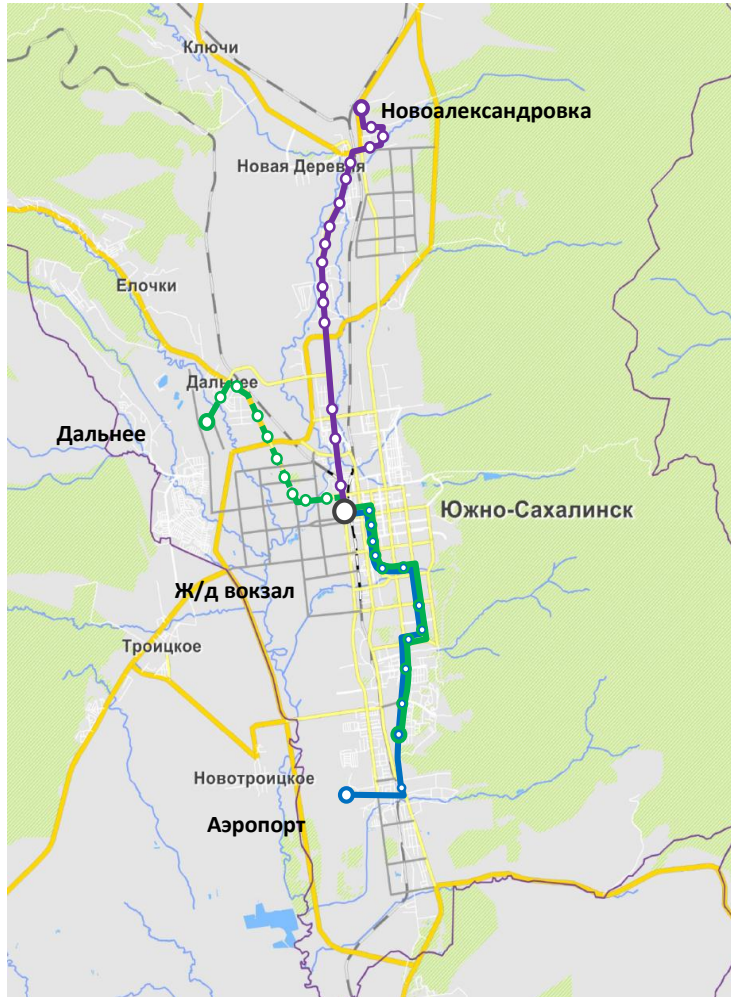 Ключи
Новоалександровка
Новая Деревня
Елочки
Дальнее
Дальнее
Южно-Сахалинск
Ж/д вокзал
Троицкое
Новотроицкое
Аэропорт